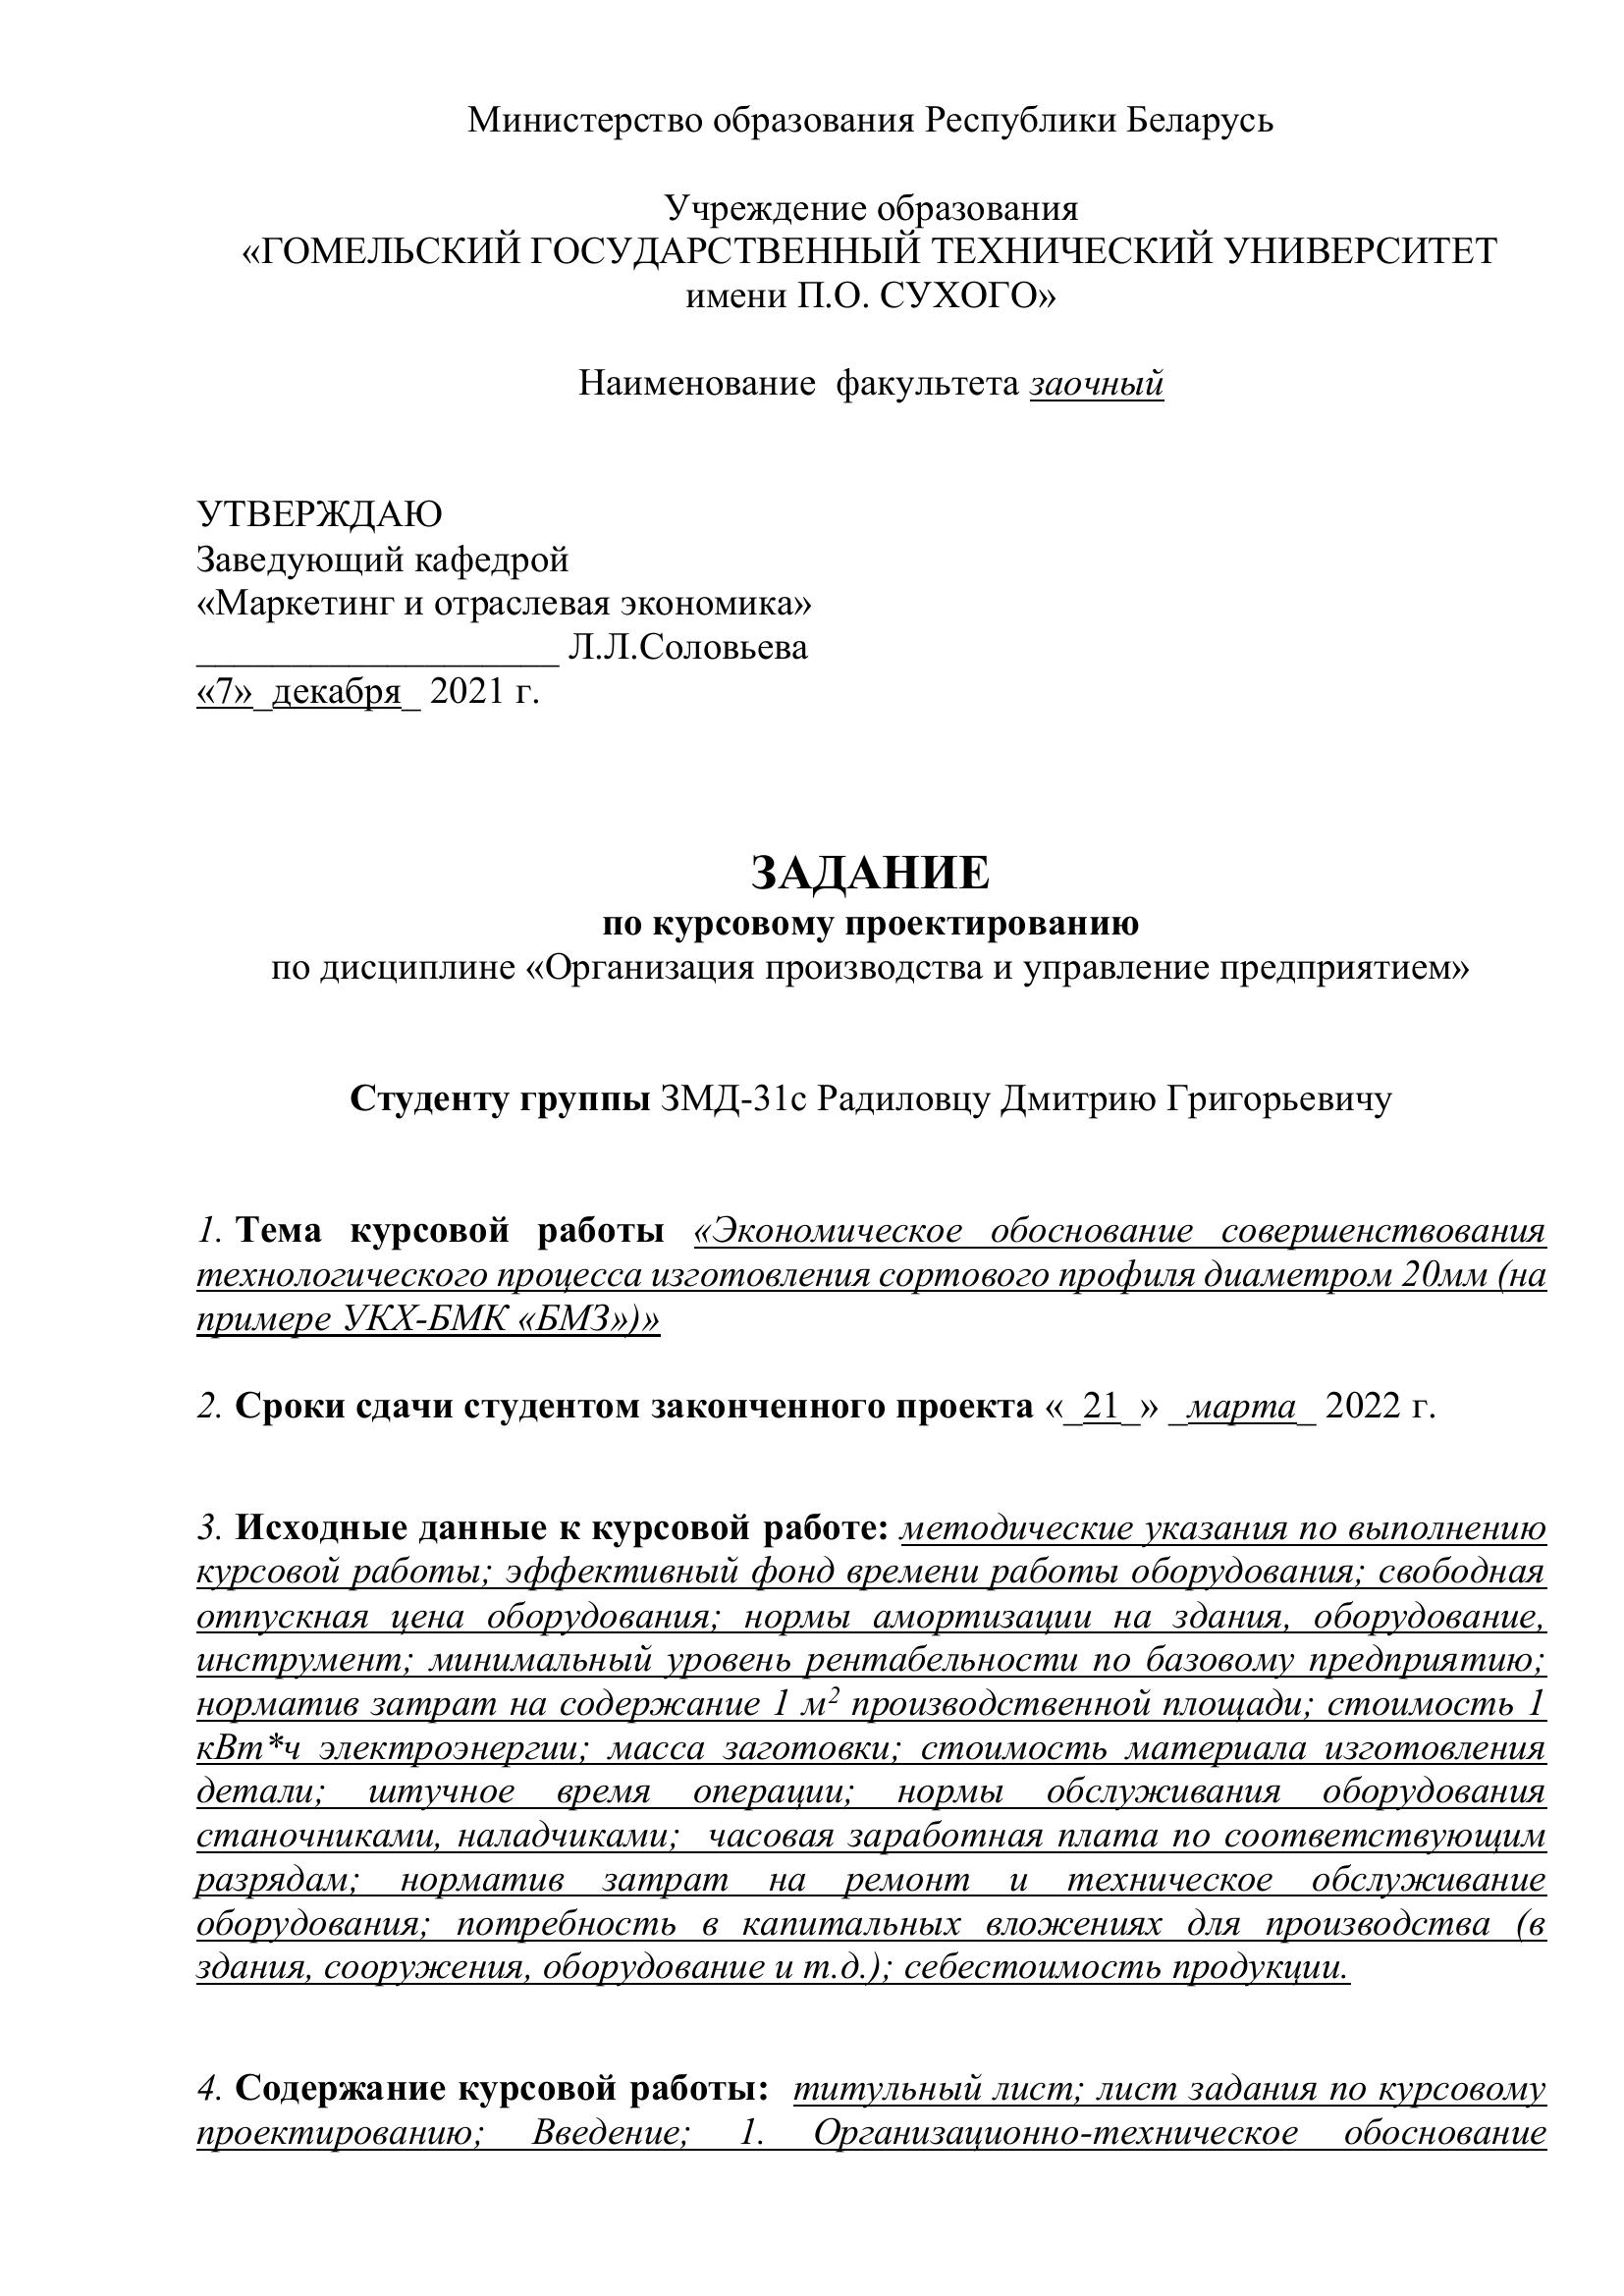 Министерство образования Республики Беларусь
Учреждение образования
«ГОМЕЛЬСКИЙ ГОСУДАРСТВЕННЫЙ ТЕХНИЧЕСКИЙ УНИВЕРСИТЕТ
имени П.О. СУХОГО»
Наименование факультета заочный
УТВЕРЖДАЮ
Заведующий кафедрой
«Маркетинг и отраслевая экономика»
___________________ Л.Л.Соловьева
«7»_декабря_ 2021 г.
ЗАДАНИЕ
по курсовому проектированию
по дисциплине «Организация производства и управление предприятием»
Студенту группы ЗМД-31с Радиловцу Дмитрию Григорьевичу
1. Тема курсовой работы «Экономическое обоснование совершенствования
технологического процесса изготовления сортового профиля диаметром 20мм (на
примере УКХ-БМК «БМЗ»)»
2. Сроки сдачи студентом законченного проекта «_21_» _марта_ 2022 г.
3. Исходные данные к курсовой работе: методические указания по выполнению
курсовой работы; эффективный фонд времени работы оборудования; свободная
отпускная цена оборудования; нормы амортизации на здания, оборудование,
инструмент; минимальный уровень рентабельности по базовому предприятию;
норматив затрат на содержание 1 м² производственной площади; стоимость 1
кВт*ч электроэнергии; масса заготовки; стоимость материала изготовления
детали; штучное время операции; нормы обслуживания оборудования
станочниками, наладчиками; часовая заработная плата по соответствующим
разрядам; норматив затрат на ремонт и техническое обслуживание
оборудования; потребность в капитальных вложениях для производства (в
здания, сооружения, оборудование и т.д.); себестоимость продукции.
4. Содержание курсовой работы: титульный лист; лист задания по курсовому
проектированию; Введение; 1. Организационно-техническое обоснование